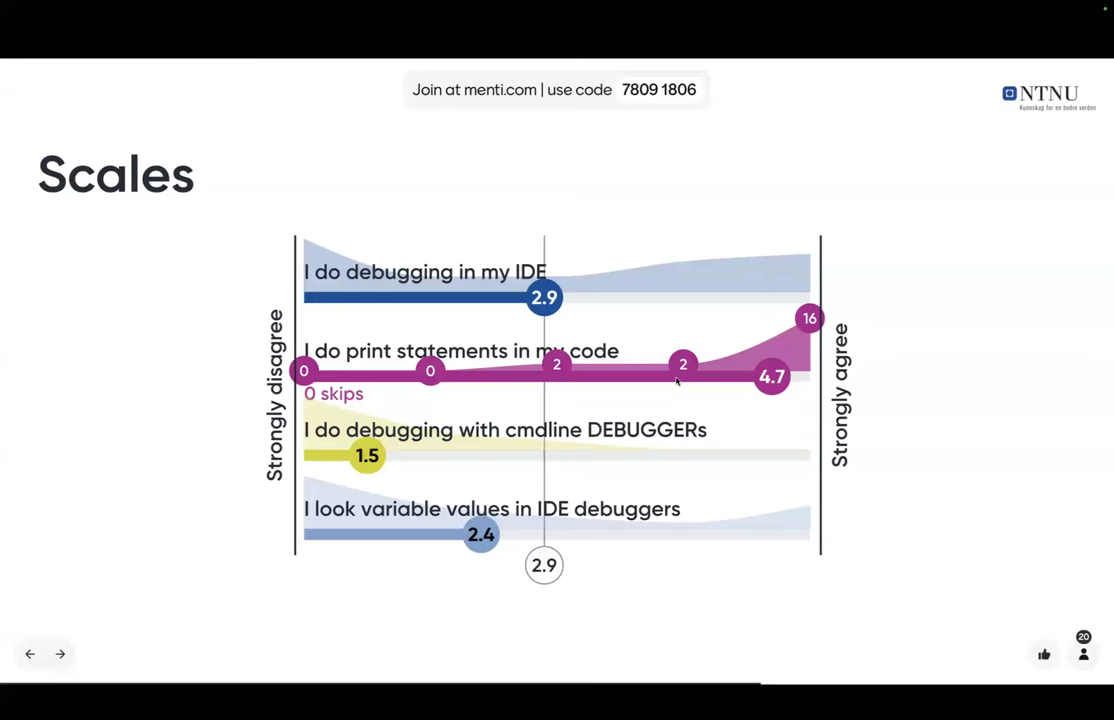 Join at menti.com | use code 7809 1806
NTNU
Kunnskap for en bedre verden
Scales
I do debugging in my IDE
2.9
16
I do print statements in my code
0
0
2
2
4.7
0 skips
Strongly disagree
Strongly agree
I do debugging with cmdline DEBUGGERs
1.5
I look variable values in IDE debuggers
2.4
2.9
20